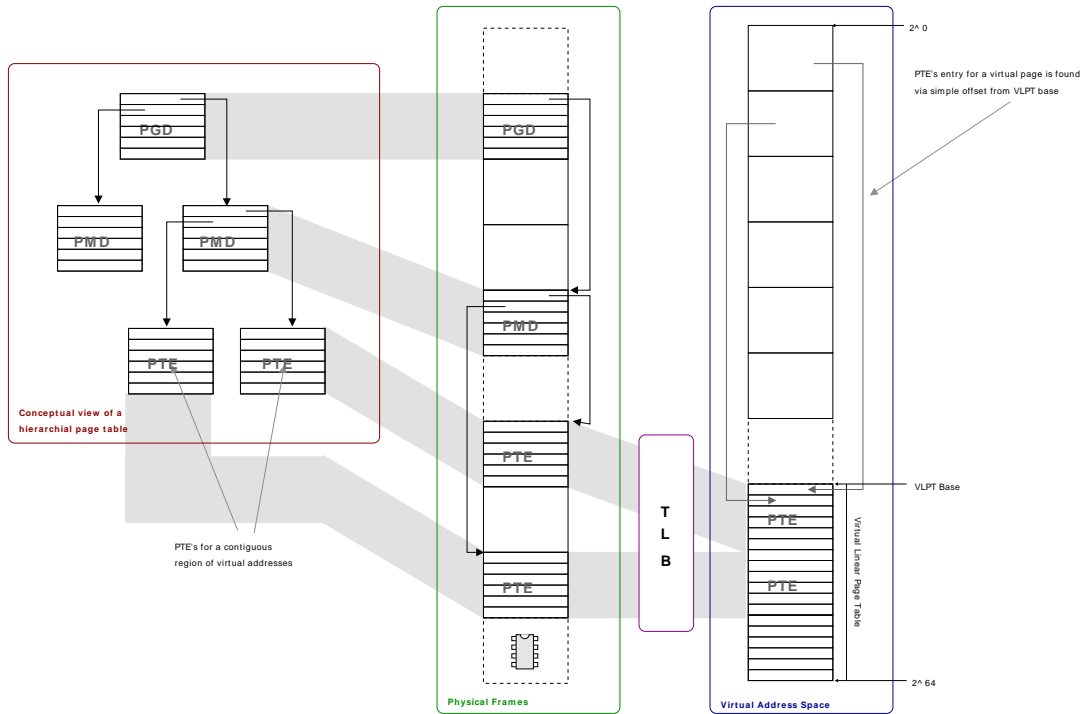 PGD
PMD
PMD
PTE
PTE
Conceptual view of a
hierarchial page table
PTE's for a contiguous
region of virtual addresses
PGD
PMD
PTE
PTE
Physical Frames
T
L
B
2^ 0
PTE's entry for a virtual page is found
via simple offset from VLPT base
VLPT Base
PTE
PTE
Virtual Linear Page Table
2^ 64
Virtual Address Space